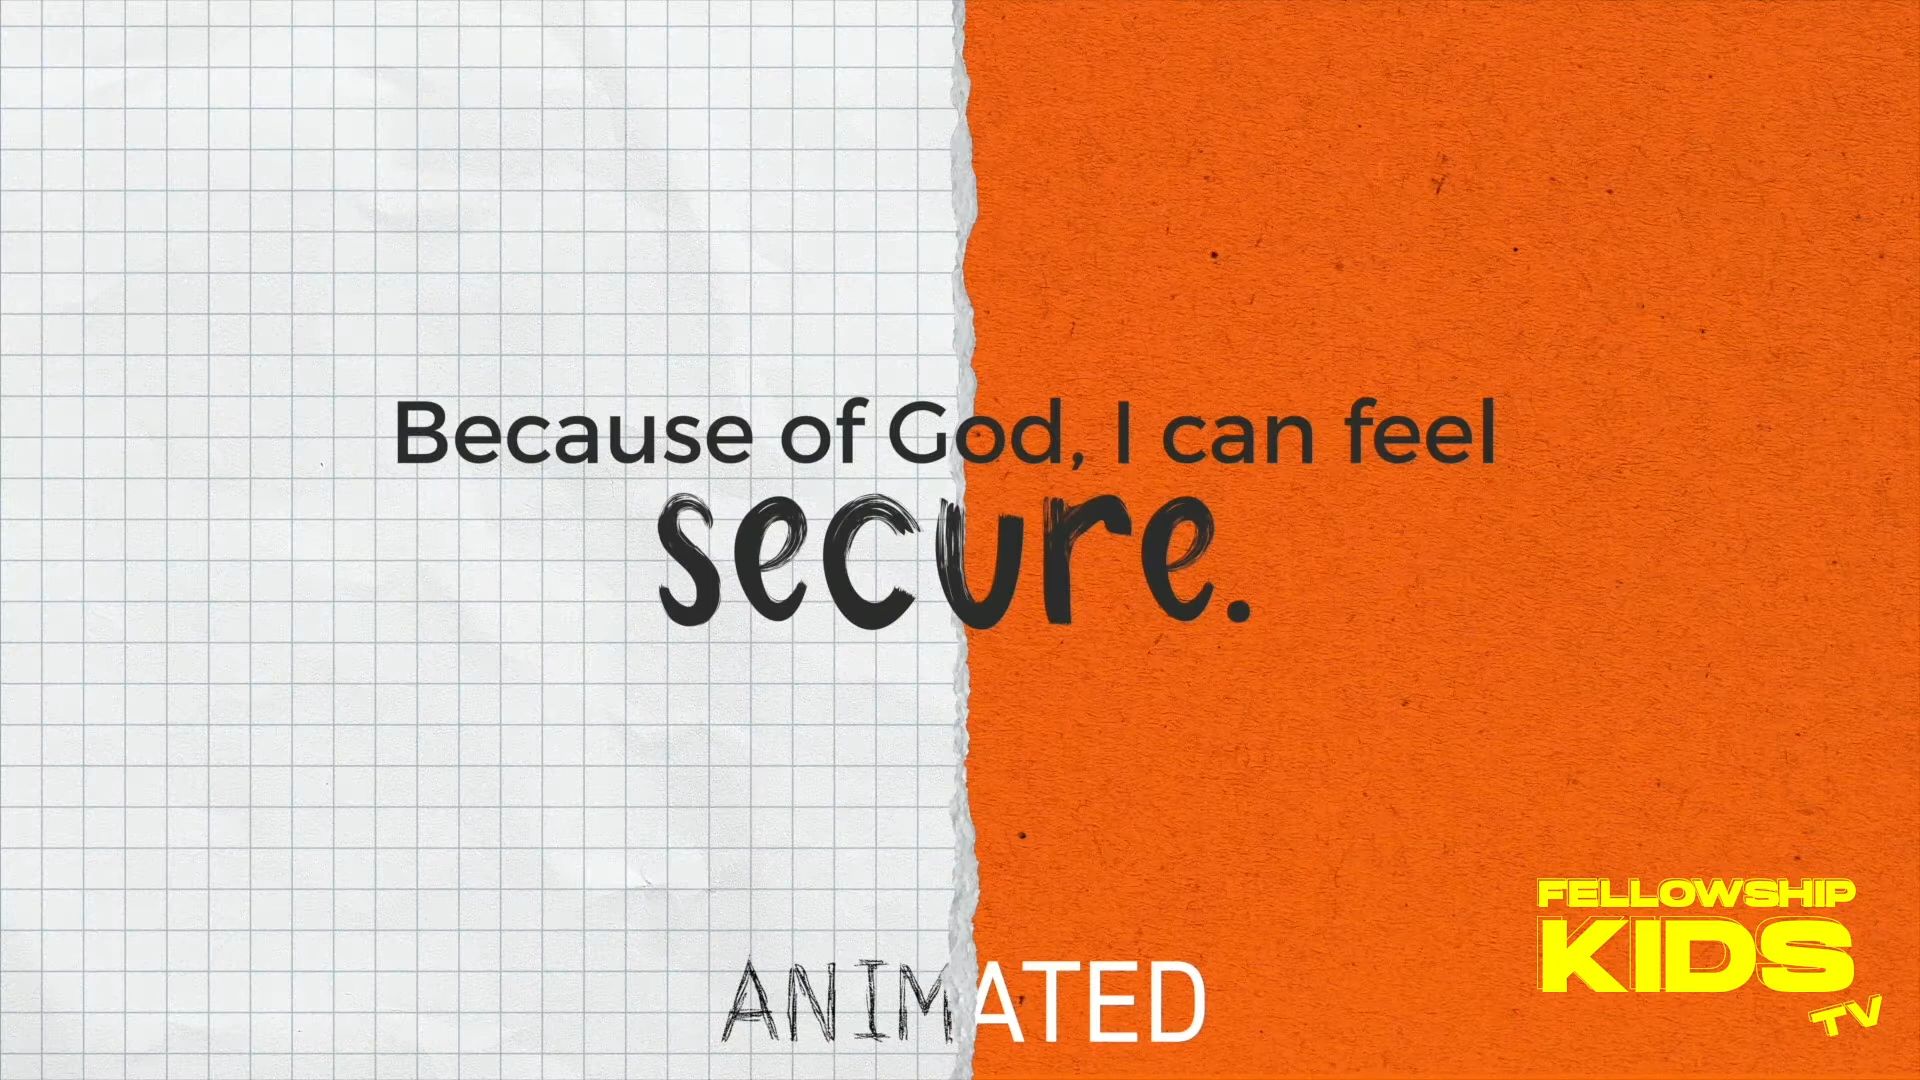 Because of God, I can feel
secure.
ANIMATED
FELLOWSHIP
KIDS
TV